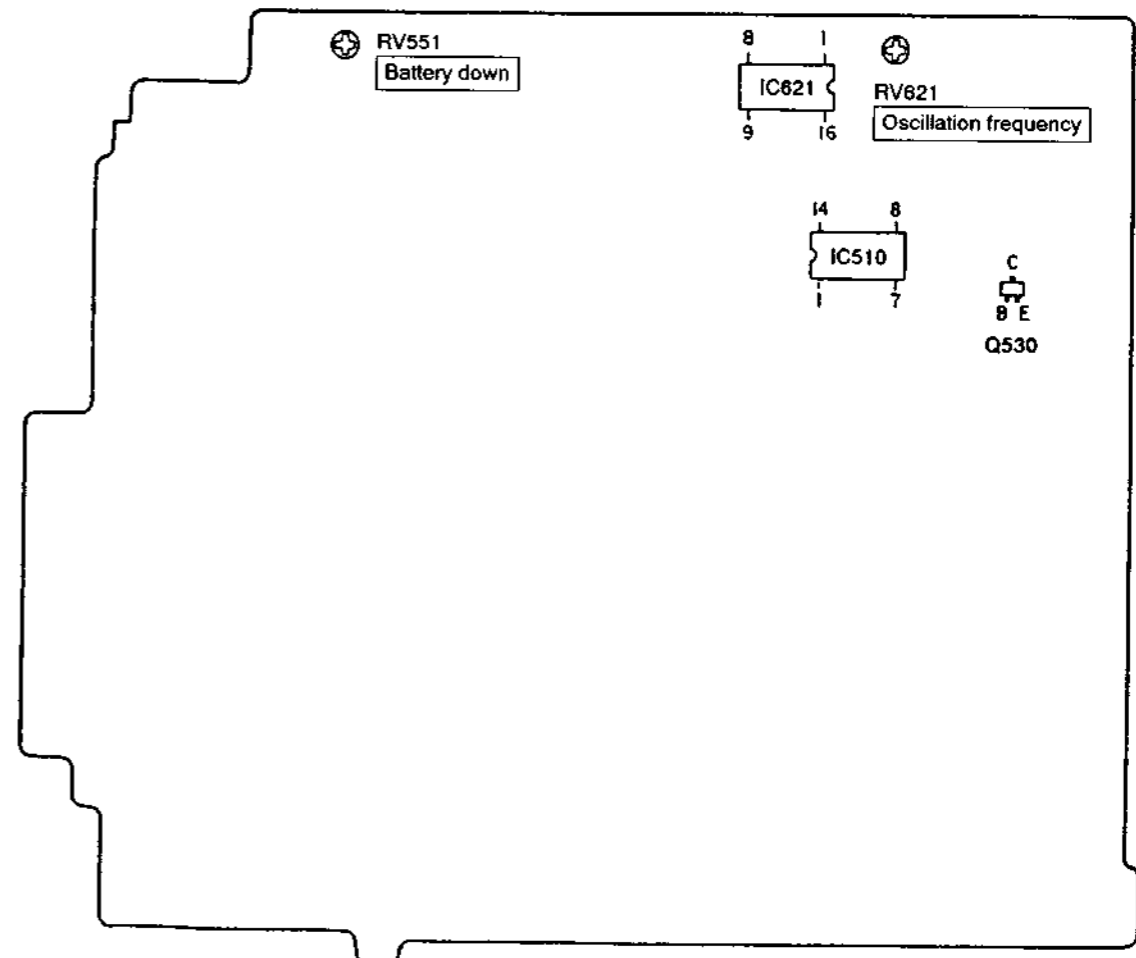 RV551
Battery down
8 1
IC621
9 16
RV621
Oscillation frequency
14 8
IC510
1 7
C
B E
Q530